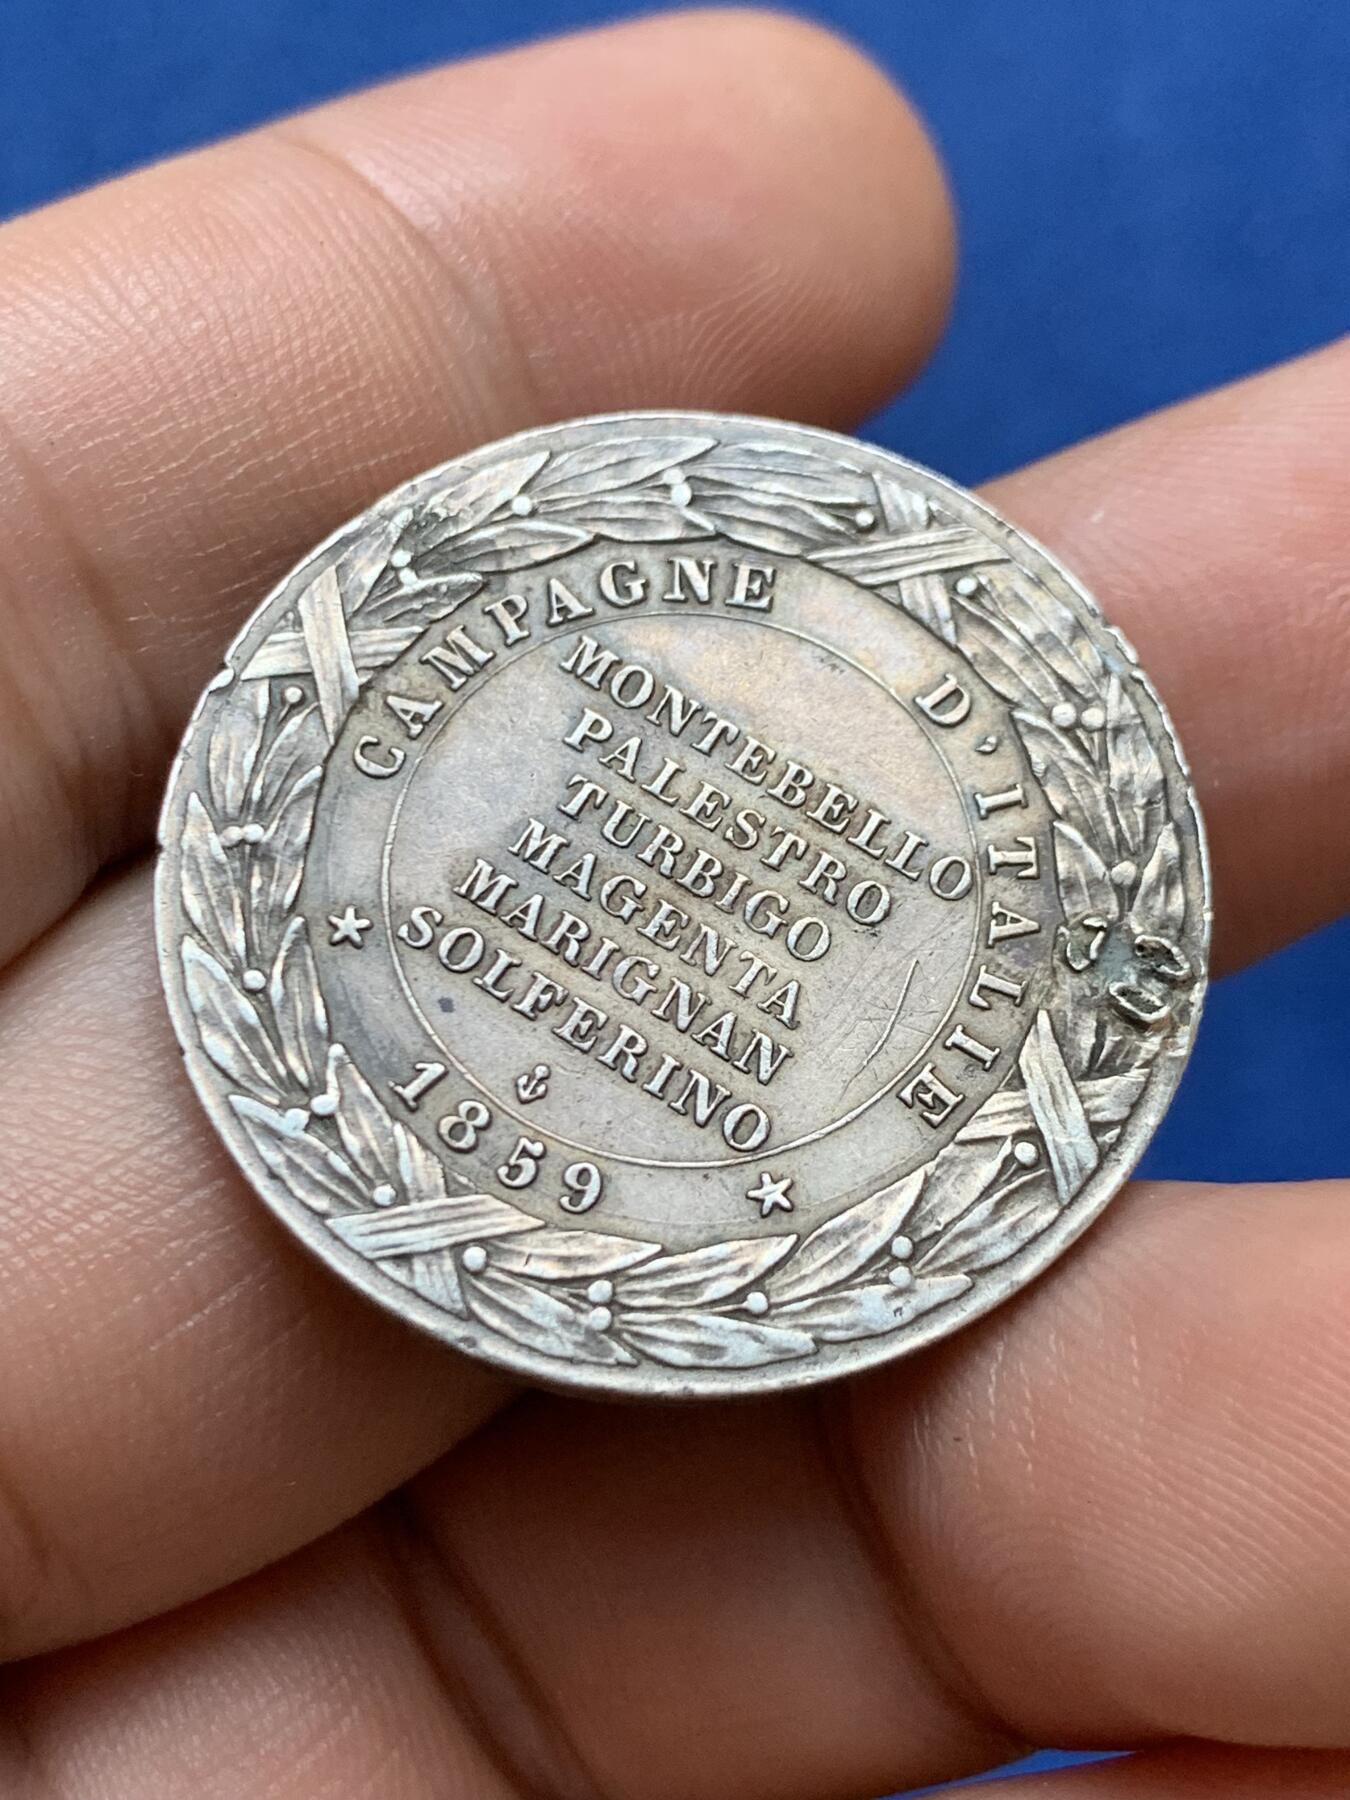 CAMPAGNE D'ITALIE
MONTEBELLO
PALESTRO
TURBIGO
MAGENTA
MARIGNAN
SOLFERINO
1859